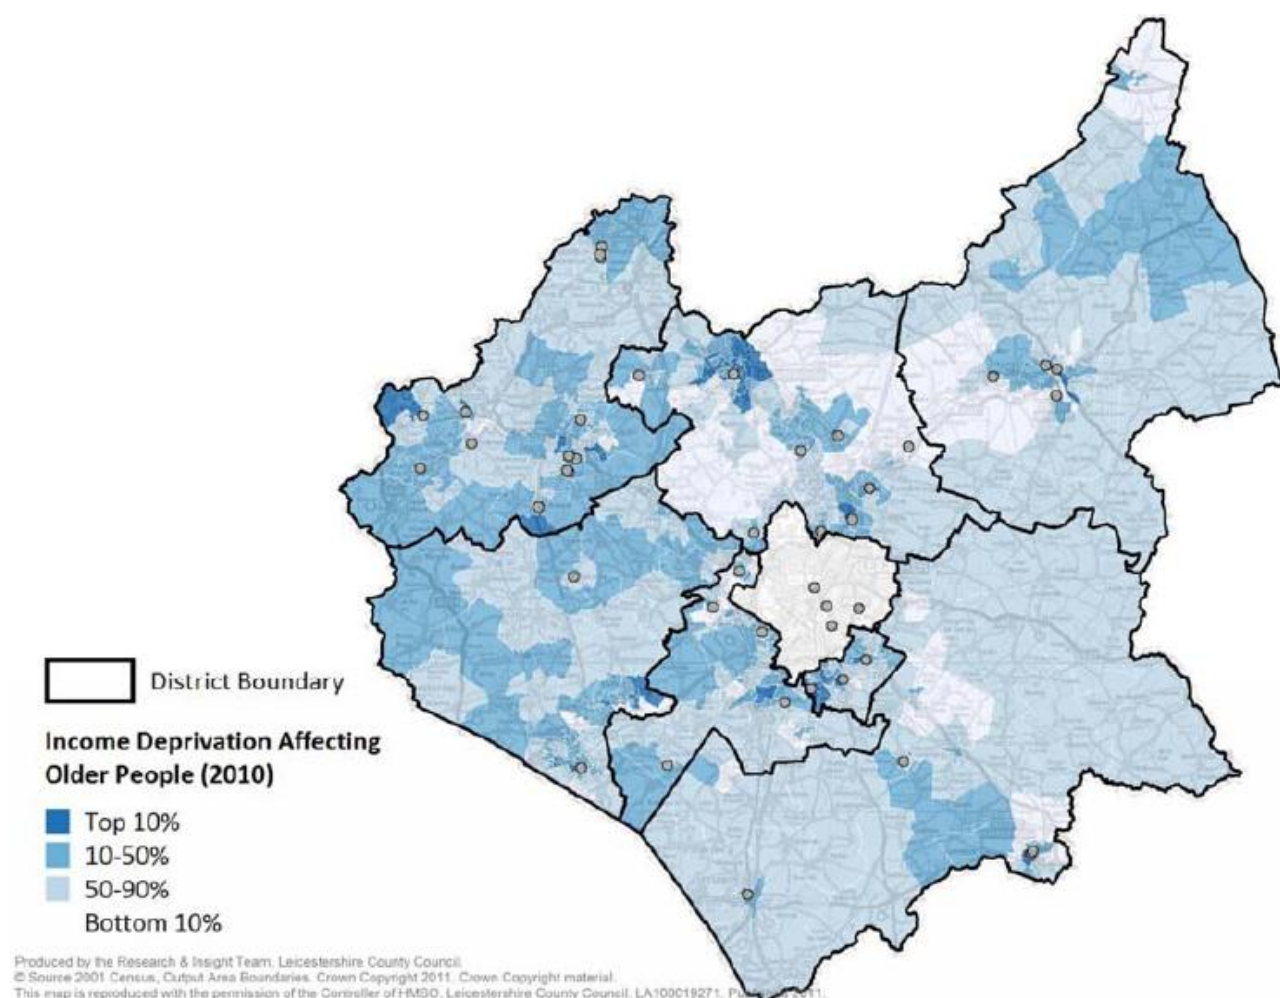 District Boundary
Income Deprivation Affecting
Older People (2010)
Top 10%
10-50%
50-90%
Bottom 10%
Produced by the Research & Insight Team, Leicestershire County Council.
© Source 2001 Census, Output Area Boundaries. Crown Copyright 2011. Crown Copyright material.
This map is reproduced with the permission of the Controller of HMSO. Leicestershire County Council. LA100019271. 2011.